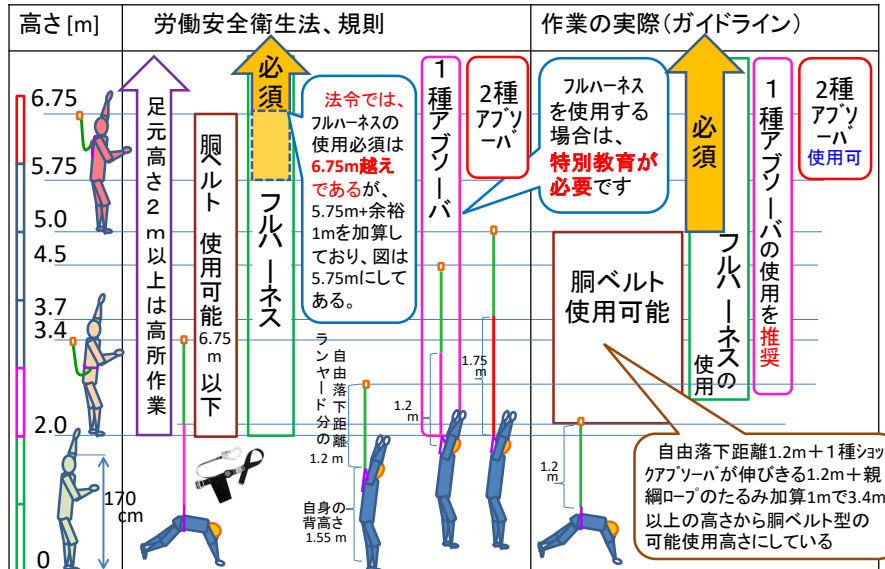 高さ [m]
労働安全衛生法、規則
作業の実際(ガイドライン)
6.75
5.75
5.0
4.5
3.7
3.4
2.0
0
170
cm
足元高さ2m以上は高所作業
胴ベルト 使用可能 6.75m以下
必須
フルハーネス
法令では、
フルハーネスの
使用必須は
6.75m越え
であるが、
5.75m+余裕
1mを加算し
ており、図は
5.75mにして
ある。
1種アブソーバ
2種
アブソーバ
フルハーネス
を使用する
場合は、
特別教育が
必要です
自由落下距離
ランヤード分の
1.2 m
自身の
背高さ
1.55 m
1.2
m
1.75
m
胴ベルト
使用可能
1.2
m
必須
フルハーネスの
使用
1種アブソーバの使用を推奨
2種
アブソーバ
使用可
自由落下距離1.2m+1種ショッ
クアブソーバが伸びきる1.2m+親
綱ロープのたるみ加算1mで3.4m
以上の高さから胴ベルト型の
可能使用高さにしている